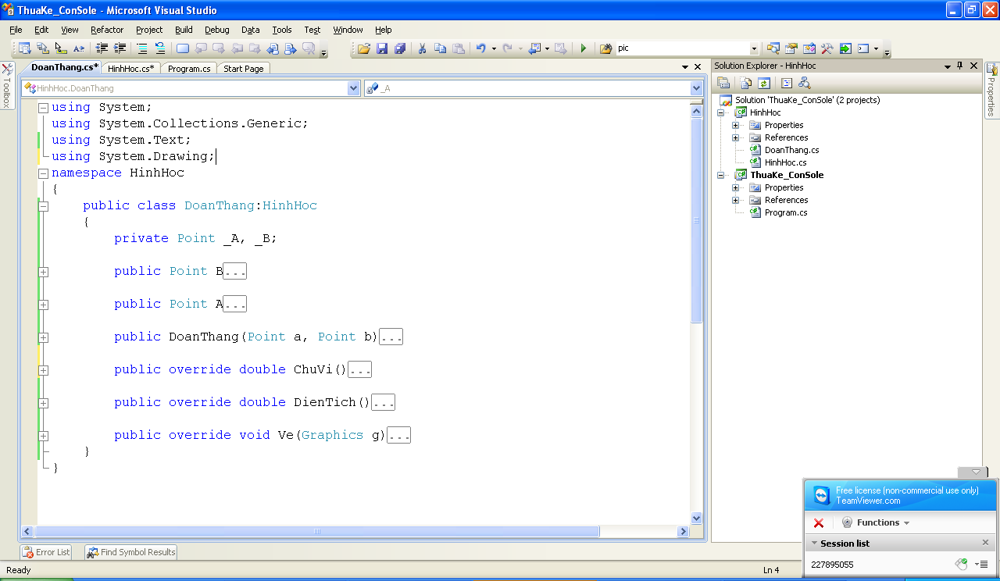 ThuaKe_ConSole - Microsoft Visual Studio
File Edit View Refactor Project Build Debug Data Tools Test Window Help
pic
DoanThang.cs* HinhHoc.cs* Program.cs Start Page
Toolbox
HinhHoc.DoanThang _A
using System;
using System.Collections.Generic;
using System.Text;
using System.Drawing;
namespace HinhHoc
{
public class DoanThang:HinhHoc
{
private Point _A, _B;
public Point B...
public Point A...
public DoanThang(Point a, Point b)...
public override double ChuVi()...
public override double DienTich()...
public override void Ve(Graphics g)...
}
}
Solution Explorer - HinhHoc
Solution 'ThuaKe_ConSole' (2 projects)
HinhHoc
Properties
References
DoanThang.cs
HinhHoc.cs
ThuaKe_ConSole
Properties
References
Program.cs
Properties
Free license (non-commercial use only)
TeamViewer.com
Functions
Session list
227895055
Error List Find Symbol Results
Ready Ln 4